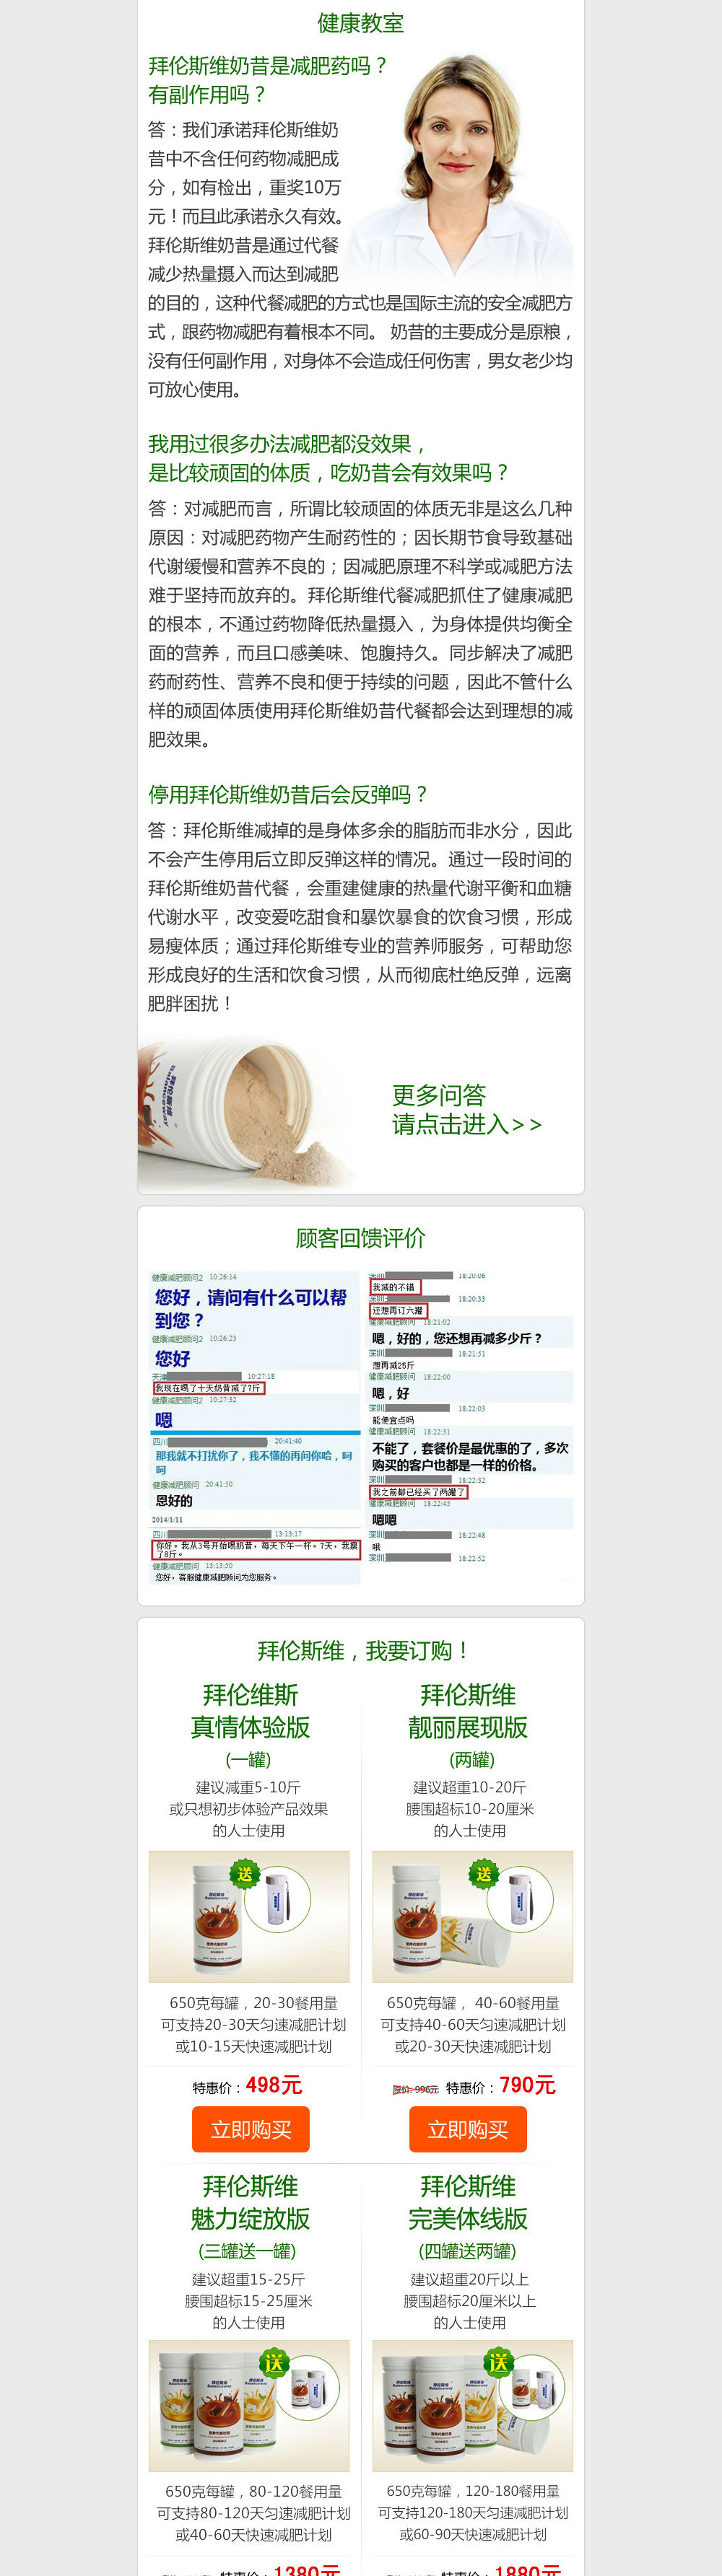 健康教室
拜伦斯维奶昔是减肥药吗？
有副作用吗？
答：我们承诺拜伦斯维奶
昔中不含任何药物减肥成
分，如有检出，重奖10万
元！而且此承诺永久有效。
拜伦斯维奶昔是通过代餐
减少热量摄入而达到减肥
的目的，这种代餐减肥的方式也是国际主流的安全减肥方
式，跟药物减肥有着根本不同。 奶昔的主要成分是原粮，
没有任何副作用，对身体不会造成任何伤害，男女老少均
可放心使用。
我用过很多办法减肥都没效果，
是比较顽固的体质，吃奶昔会有效果吗？
答：对减肥而言，所谓比较顽固的体质无非是这么几种
原因：对减肥药物产生耐药性的；因长期节食导致基础
代谢缓慢和营养不良的；因减肥原理不科学或减肥方法
难于坚持而放弃的。拜伦斯维代餐减肥抓住了健康减肥
的根本，不通过药物降低热量摄入，为身体提供均衡全
面的营养，而且口感美味、饱腹持久。同步解决了减肥
药耐药性、营养不良和便于持续的问题，因此不管什么
样的顽固体质使用拜伦斯维奶昔代餐都会达到理想的减
肥效果。
停用拜伦斯维奶昔后会反弹吗？
答：拜伦斯维减掉的是身体多余的脂肪而非水分，因此
不会产生停用后立即反弹这样的情况。通过一段时间的
拜伦斯维奶昔代餐，会重建健康的热量代谢平衡和血糖
代谢水平，改变爱吃甜食和暴饮暴食的饮食习惯，形成
易瘦体质；通过拜伦斯维专业的营养师服务，可帮助您
形成良好的生活和饮食习惯，从而彻底杜绝反弹，远离
肥胖困扰！
拜伦斯维
Balanceway
更多问答
请点击进入>>
顾客回馈评价
健康减肥顾问2 10:26:14
您好，请问有什么可以帮
到您？
健康减肥顾问2 10:26:23
您好
天津 10:27:18
我现在喝了十天奶昔减了7斤
健康减肥顾问2 10:27:32
嗯
四川 20:41:40
那我就不打扰你了，我不懂的再问你哈，呵
呵
健康减肥顾问 20:41:50
恩好的
2014/1/11
四川 13:13:17
你好。我从3号开始喝奶昔，每天下午一杯。7天，我瘦
了8斤。
健康减肥顾问 13:13:50
您好，客服健康减肥顾问为您服务。
深圳 18:20:06
我减的不错
深圳 18:20:33
还想再订六罐
健康减肥顾问 18:21:02
嗯，好的，您还想再减多少斤？
深圳 18:21:51
想再减25斤
健康减肥顾问 18:22:00
嗯，好
深圳 18:22:03
能便宜点吗
健康减肥顾问 18:22:31
不能了，套餐价是最优惠的了，多次
购买的客户也都是一样的价格。
深圳 18:22:32
我之前都已经买了两罐了
健康减肥顾问 18:22:45
嗯嗯
深圳 18:22:48
哦
深圳 18:22:52
拜伦斯维，我要订购！
拜伦维斯
真情体验版
(一罐)
建议减重5-10斤
或只想初步体验产品效果
的人士使用
送
拜伦斯维
Balanceway
650克每罐，20-30餐用量
可支持20-30天匀速减肥计划
或10-15天快速减肥计划
特惠价：498元
立即购买
拜伦斯维
靓丽展现版
(两罐)
建议超重10-20斤
腰围超标10-20厘米
的人士使用
送
拜伦斯维
Balanceway
650克每罐， 40-60餐用量
可支持40-60天匀速减肥计划
或20-30天快速减肥计划
原价: 996元 特惠价：790元
立即购买
拜伦斯维
魅力绽放版
(三罐送一罐)
建议超重15-25斤
腰围超标15-25厘米
的人士使用
送
拜伦斯维
Balanceway
650克每罐，80-120餐用量
可支持80-120天匀速减肥计划
或40-60天快速减肥计划
特惠价：1380元
拜伦斯维
完美体线版
(四罐送两罐)
建议超重20斤以上
腰围超标20厘米以上
的人士使用
送
拜伦斯维
Balanceway
650克每罐，120-180餐用量
可支持120-180天匀速减肥计划
或60-90天快速减肥计划
特惠价：1880元